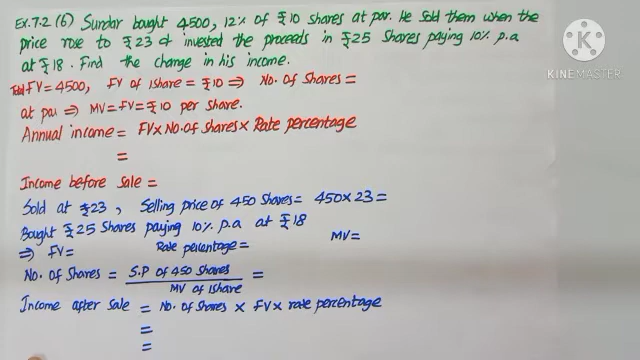 Ex.7.2 (6) Sundar bought 4500, 12% of ₹10 shares at par. He sold them when the
price rose to ₹23 & invested the proceeds in ₹25 shares paying 10% p.a
at ₹18. Find the change in his income.
KINEMASTER
Total FV = 4500, FV of 1share = ₹10 ⇒ No. of Shares =
at par ⇒ MV = FV = ₹10 per share.
Annual income = FV × No. of shares × Rate percentage
=
Income before sale =
Sold at ₹23, Selling price of 450 Shares = 450 × 23 =
Bought ₹25 Shares paying 10% p.a at ₹18
⇒ FV = Rate percentage = MV =
No. of Shares = S.P of 450 shares / MV of 1share =
Income after sale = No. of Shares × FV × rate percentage
=
=